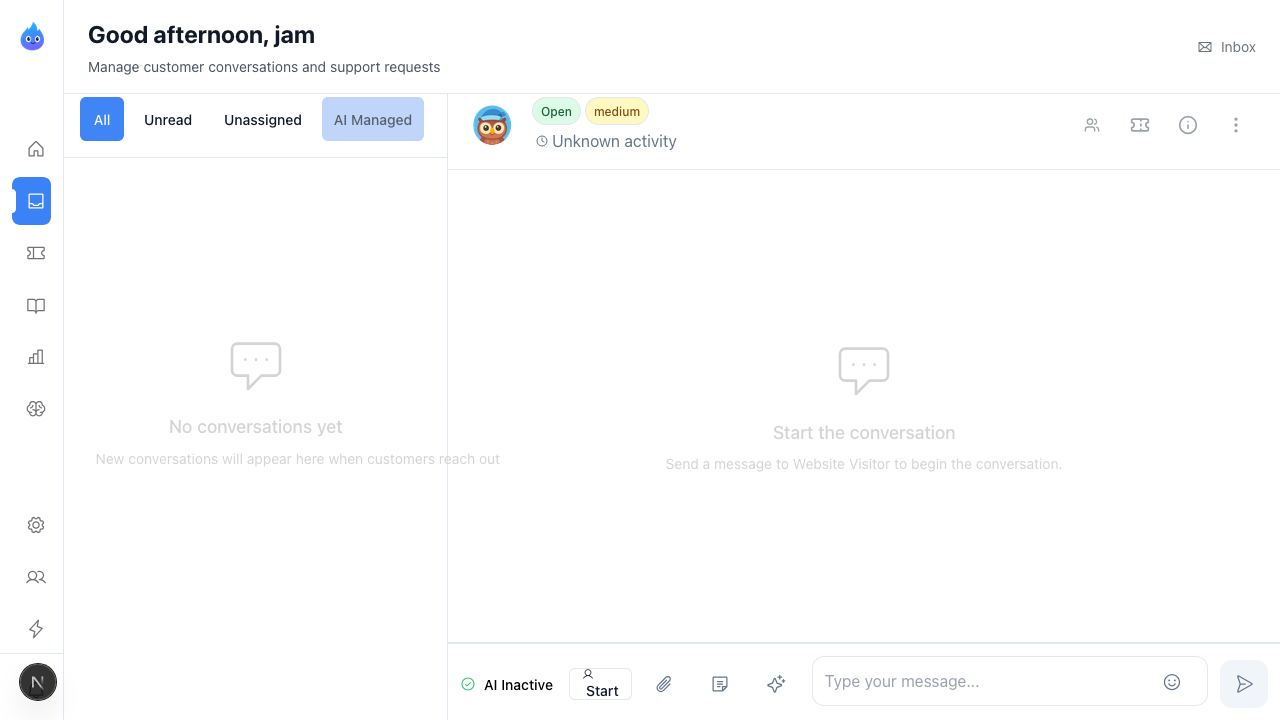 Good afternoon, jam
Manage customer conversations and support requests
Inbox
All
Unread
Unassigned
AI Managed
Open
medium
Unknown activity
No conversations yet
New conversations will appear here when customers reach out
Start the conversation
Send a message to Website Visitor to begin the conversation.
AI Inactive
Start
Type your message...
N